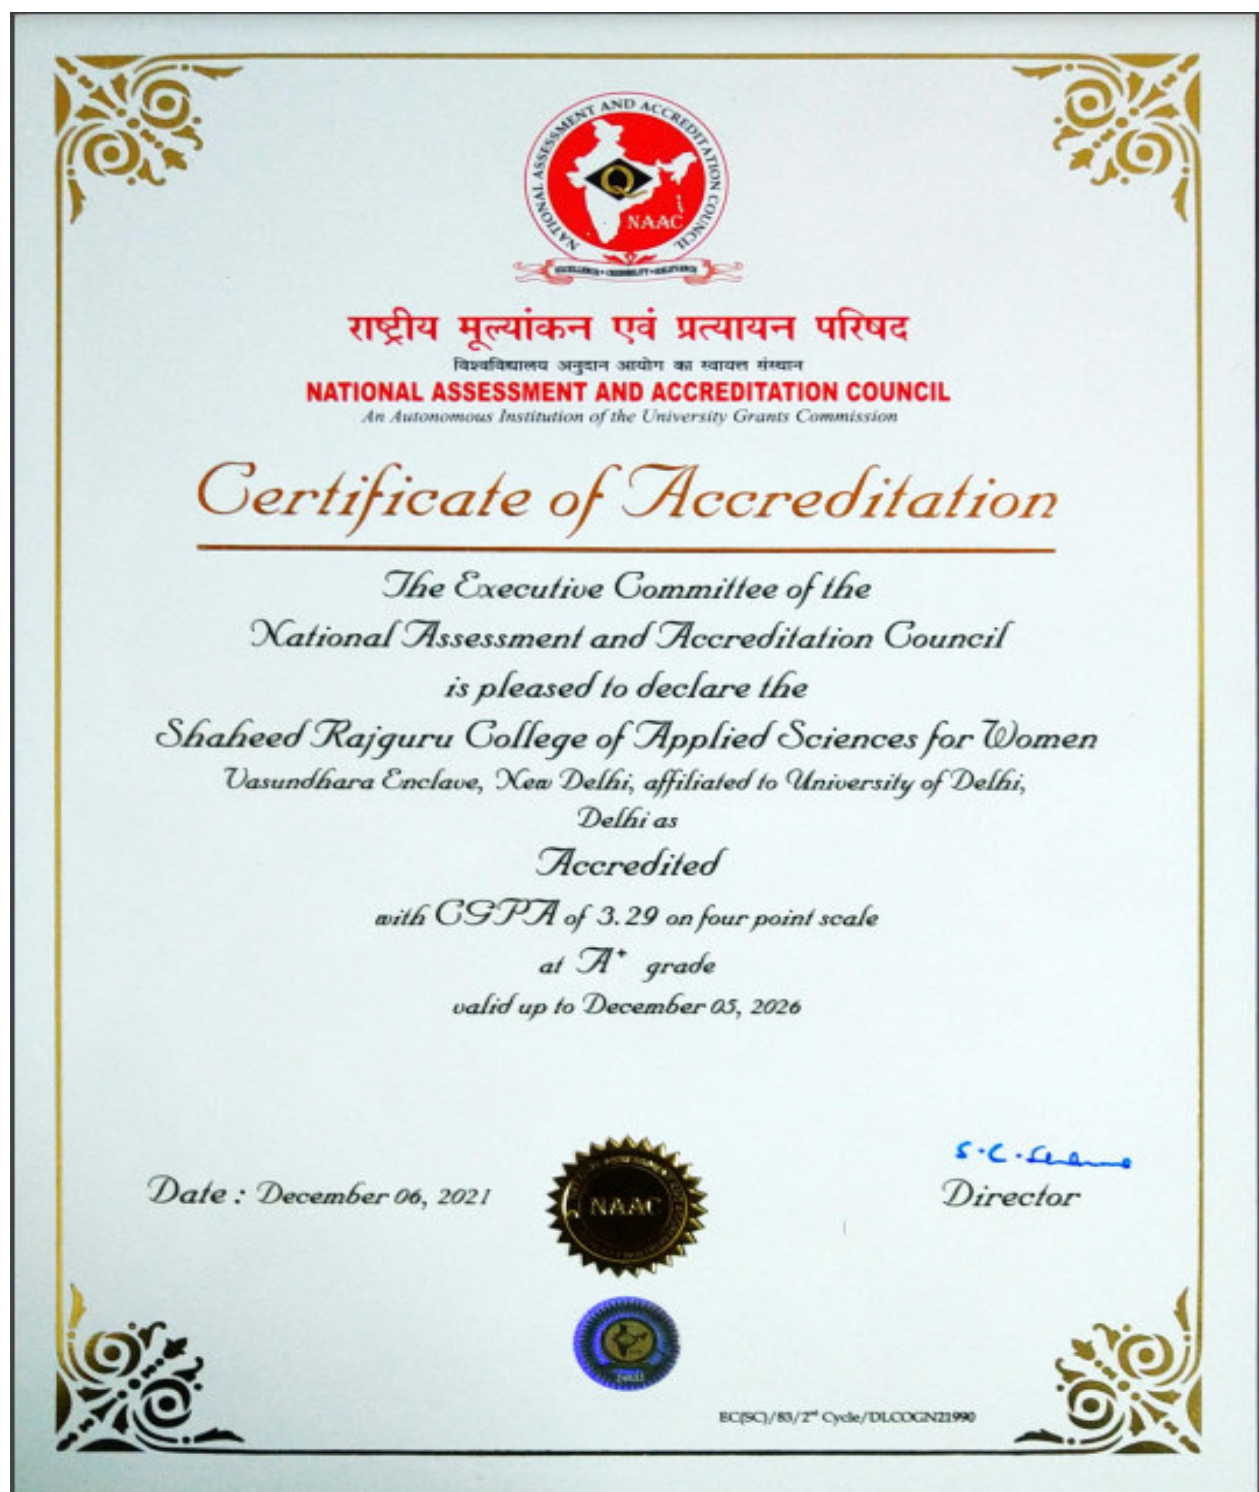 NATIONAL ASSESSMENT AND ACCREDITATION COUNCIL
Q
NAAC
EXCELLENCE • CREDIBILITY • RELEVANCE
राष्ट्रीय मूल्यांकन एवं प्रत्यायन परिषद
विश्वविद्यालय अनुदान आयोग का स्वायत्त संस्थान
NATIONAL ASSESSMENT AND ACCREDITATION COUNCIL
An Autonomous Institution of the University Grants Commission
Certificate of Accreditation
The Executive Committee of the
National Assessment and Accreditation Council
is pleased to declare the
Shaheed Rajguru College of Applied Sciences for Women
Vasundhara Enclave, New Delhi, affiliated to University of Delhi,
Delhi as
Accredited
with CGPA of 3.29 on four point scale
at A+ grade
valid up to December 05, 2026
S.C. Sharma
Date : December 06, 2021
Director
NAAC
EC(SC)/83/2nd Cycle/DLCOGN21990